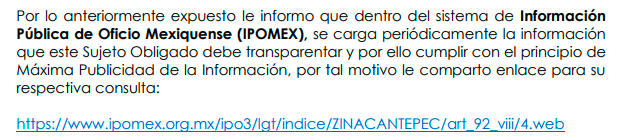 Por lo anteriormente expuesto le informo que dentro del sistema de Información
Pública de Oficio Mexiquense (IPOMEX), se carga periódicamente la información
que este Sujeto Obligado debe transparentar y por ello cumplir con el principio de
Máxima Publicidad de la Información, por tal motivo le comparto enlace para su
respectiva consulta:
https://www.ipomex.org.mx/ipo3/lgt/indice/ZINACANTEPEC/art_92_viii/4.web